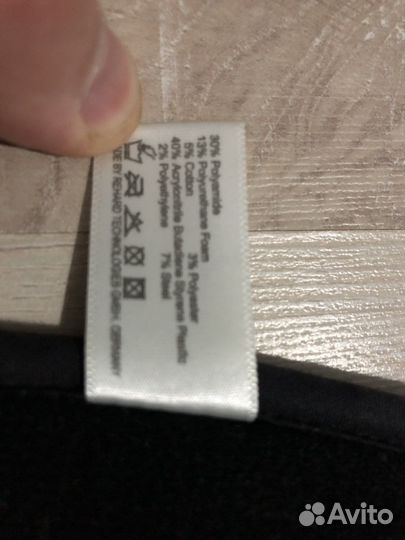 30% Polyamide
13% Polyurethane Foam
5% Cotton 3% Polyester
40% Acrylonitrile Butadiene Styrene Plastic
2% Polyethylene 7% Steel
DE BY REHARD TECHNOLOGIES GMBH, GERMANY
Avito